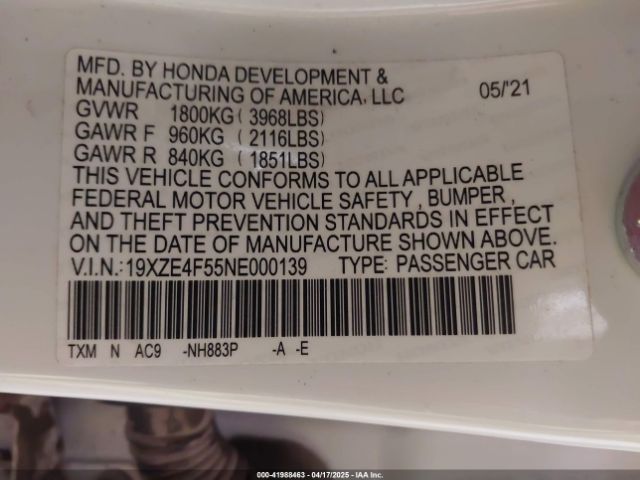 MFD. BY HONDA DEVELOPMENT &
MANUFACTURING OF AMERICA, LLC 05/'21
GVWR 1800KG ( 3968LBS)
GAWR F 960KG ( 2116LBS)
GAWR R 840KG ( 1851LBS)
THIS VEHICLE CONFORMS TO ALL APPLICABLE
FEDERAL MOTOR VEHICLE SAFETY , BUMPER ,
AND THEFT PREVENTION STANDARDS IN EFFECT
ON THE DATE OF MANUFACTURE SHOWN ABOVE.
V.I.N.:19XZE4F55NE000139 TYPE: PASSENGER CAR
TXM N AC9 -NH883P -A -E
000-41988463 - 04/17/2025 - IAA Inc.